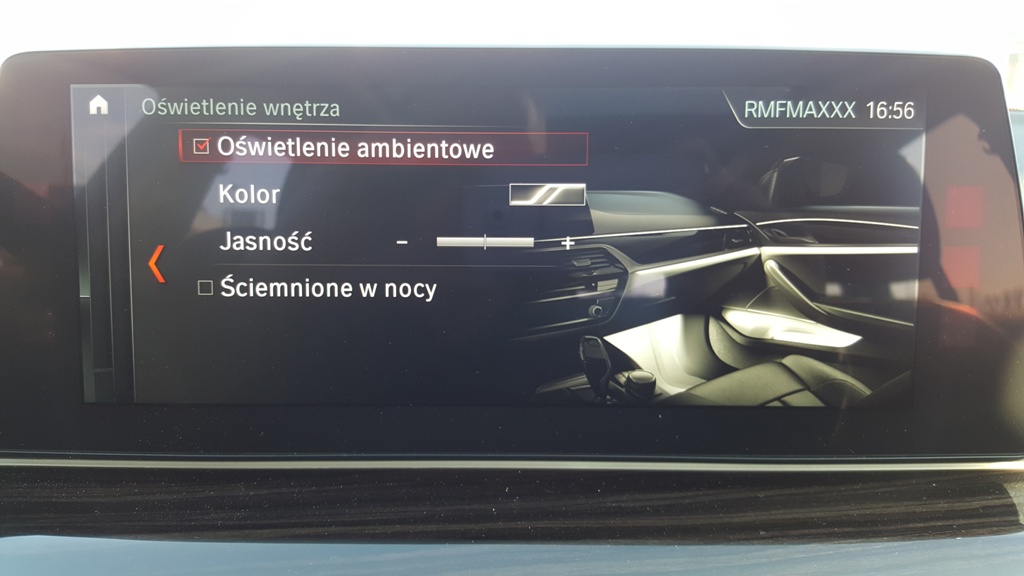 Oświetlenie wnętrza
RMFMAXXX 16:56
Oświetlenie ambientowe
Kolor
Jasność - +
Ściemnione w nocy